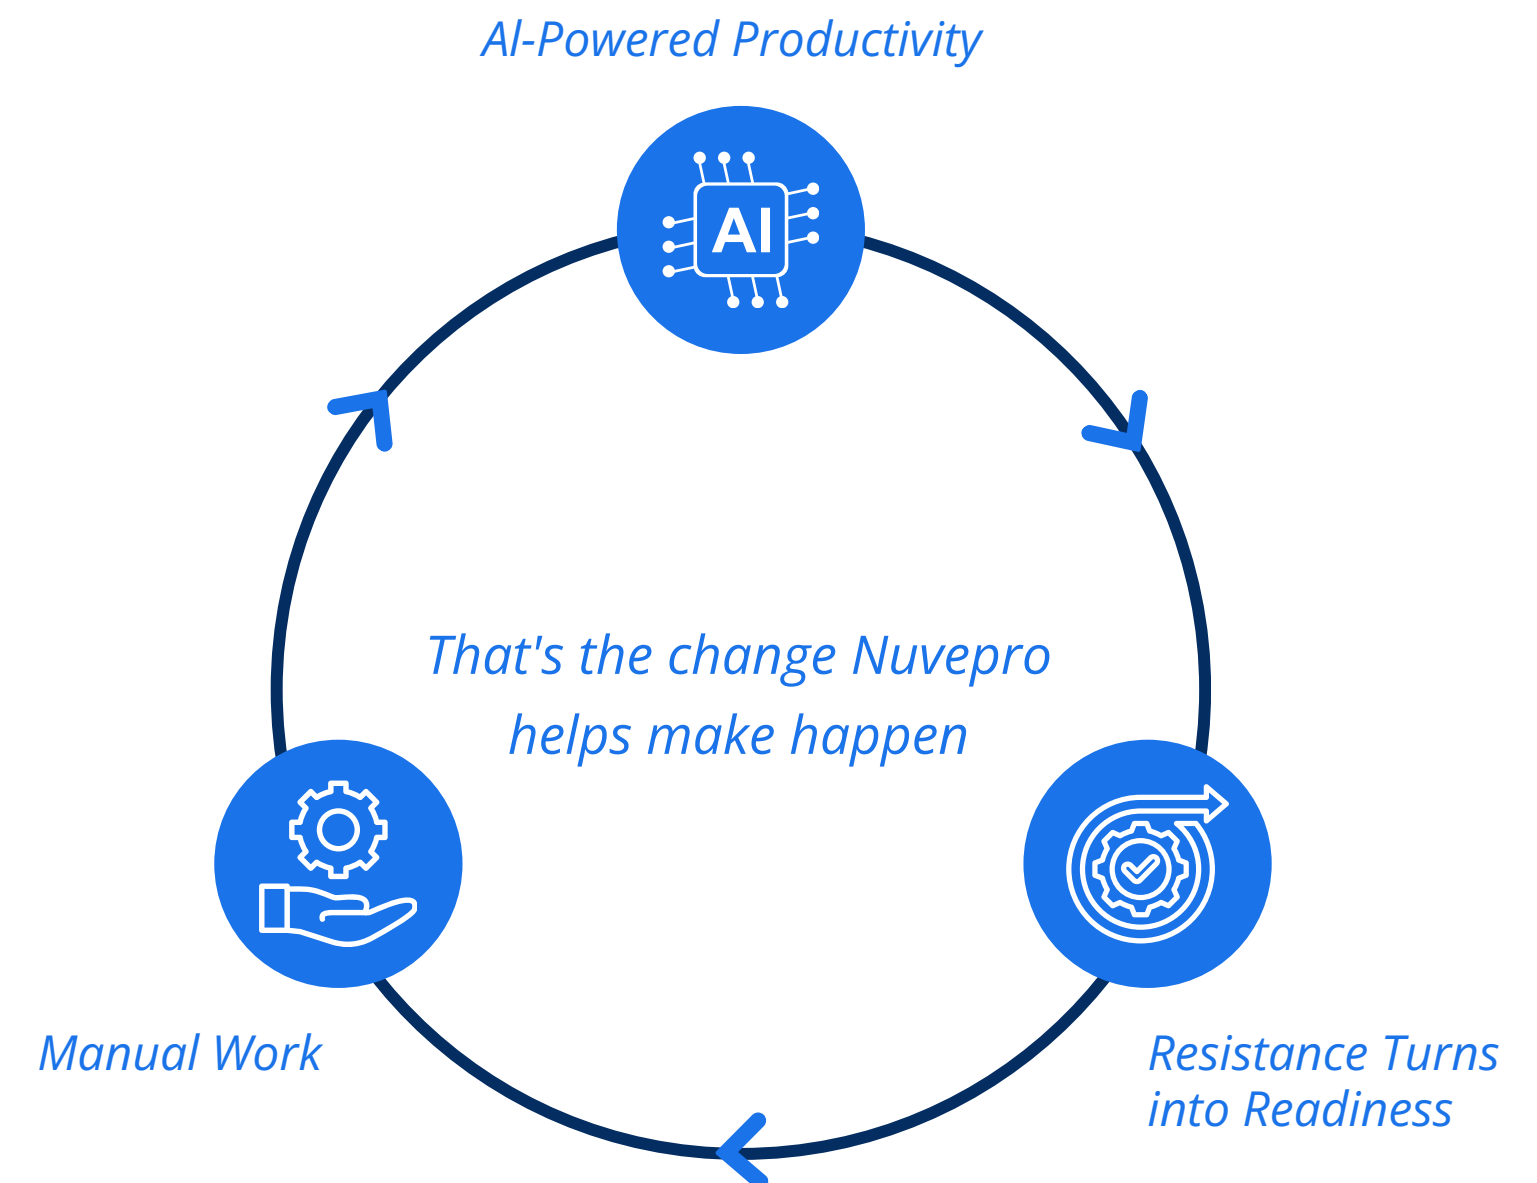 AI-Powered Productivity
AI
That's the change Nuvepro
helps make happen
Manual Work
Resistance Turns
into Readiness